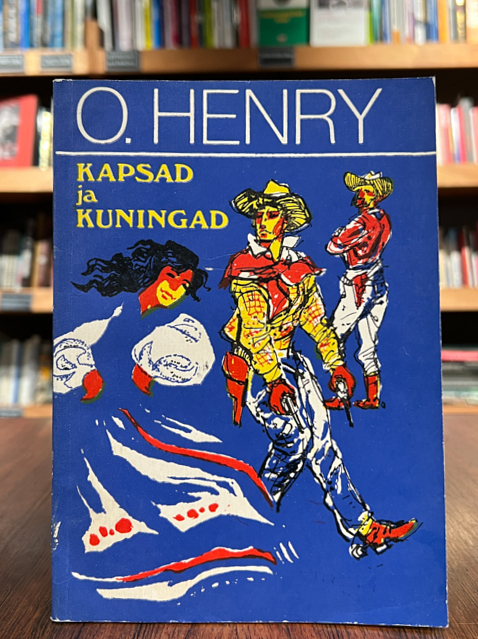 O. HENRY
KAPSAD
ja
KUNINGAD